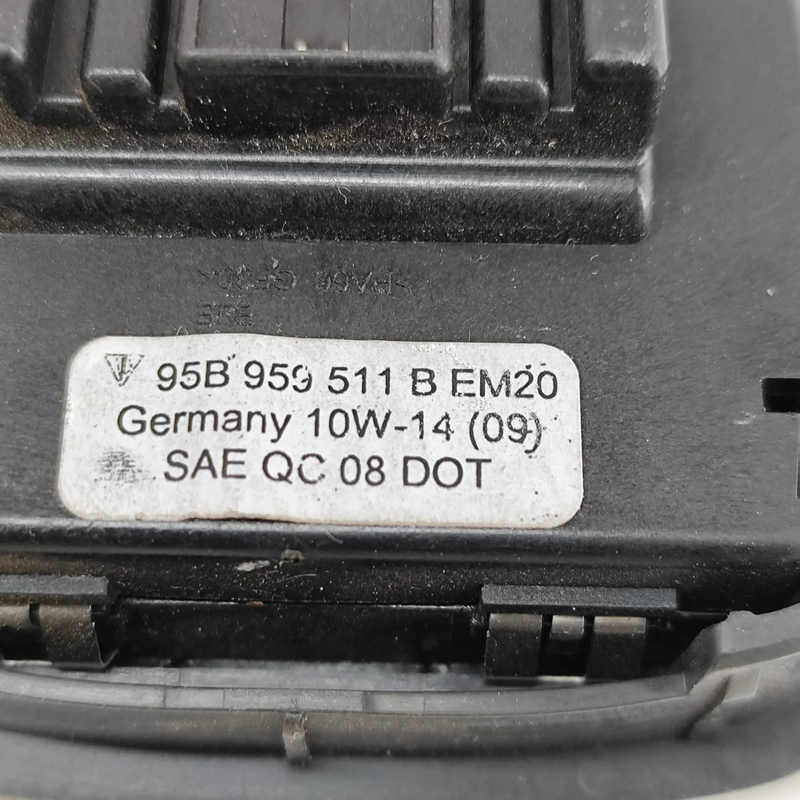 95B 959 511 B EM20
Germany 10W-14 (09)
SAE QC 08 DOT